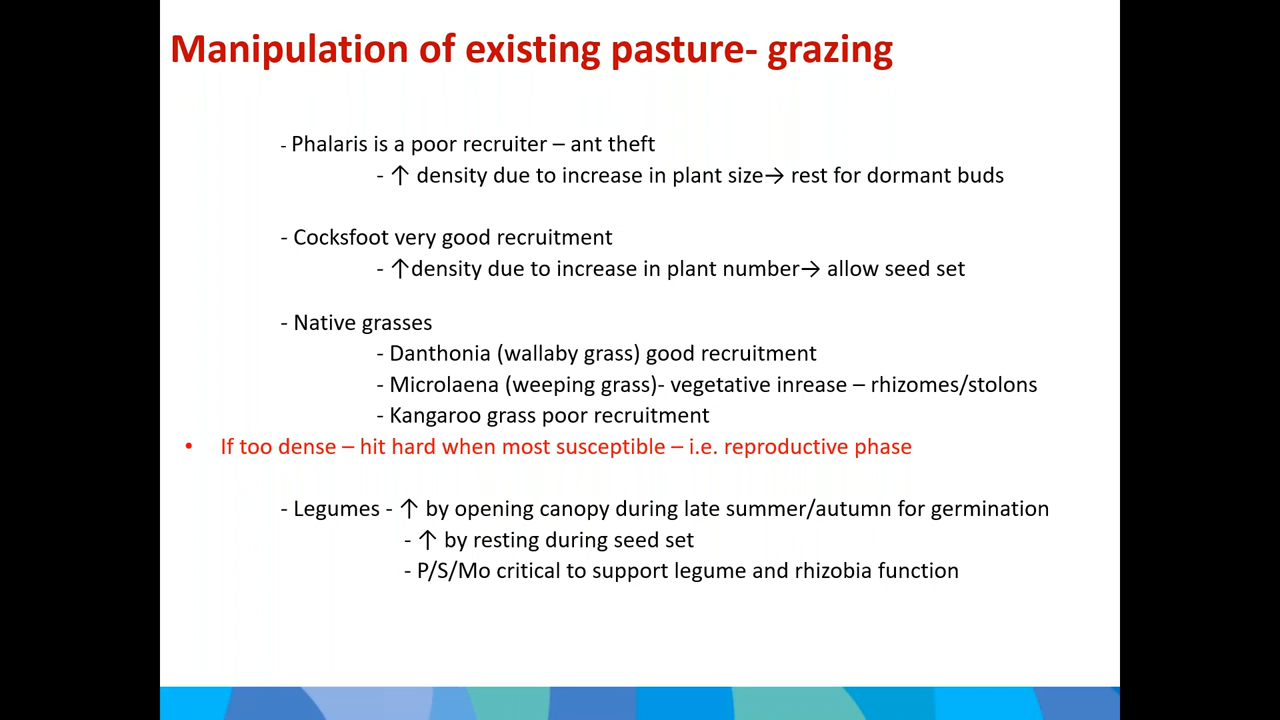 Manipulation of existing pasture- grazing
- Phalaris is a poor recruiter – ant theft
- ↑ density due to increase in plant size→ rest for dormant buds
- Cocksfoot very good recruitment
- ↑density due to increase in plant number→ allow seed set
- Native grasses
- Danthonia (wallaby grass) good recruitment
- Microlaena (weeping grass)- vegetative inrease – rhizomes/stolons
- Kangaroo grass poor recruitment
• If too dense – hit hard when most susceptible – i.e. reproductive phase
- Legumes - ↑ by opening canopy during late summer/autumn for germination
- ↑ by resting during seed set
- P/S/Mo critical to support legume and rhizobia function